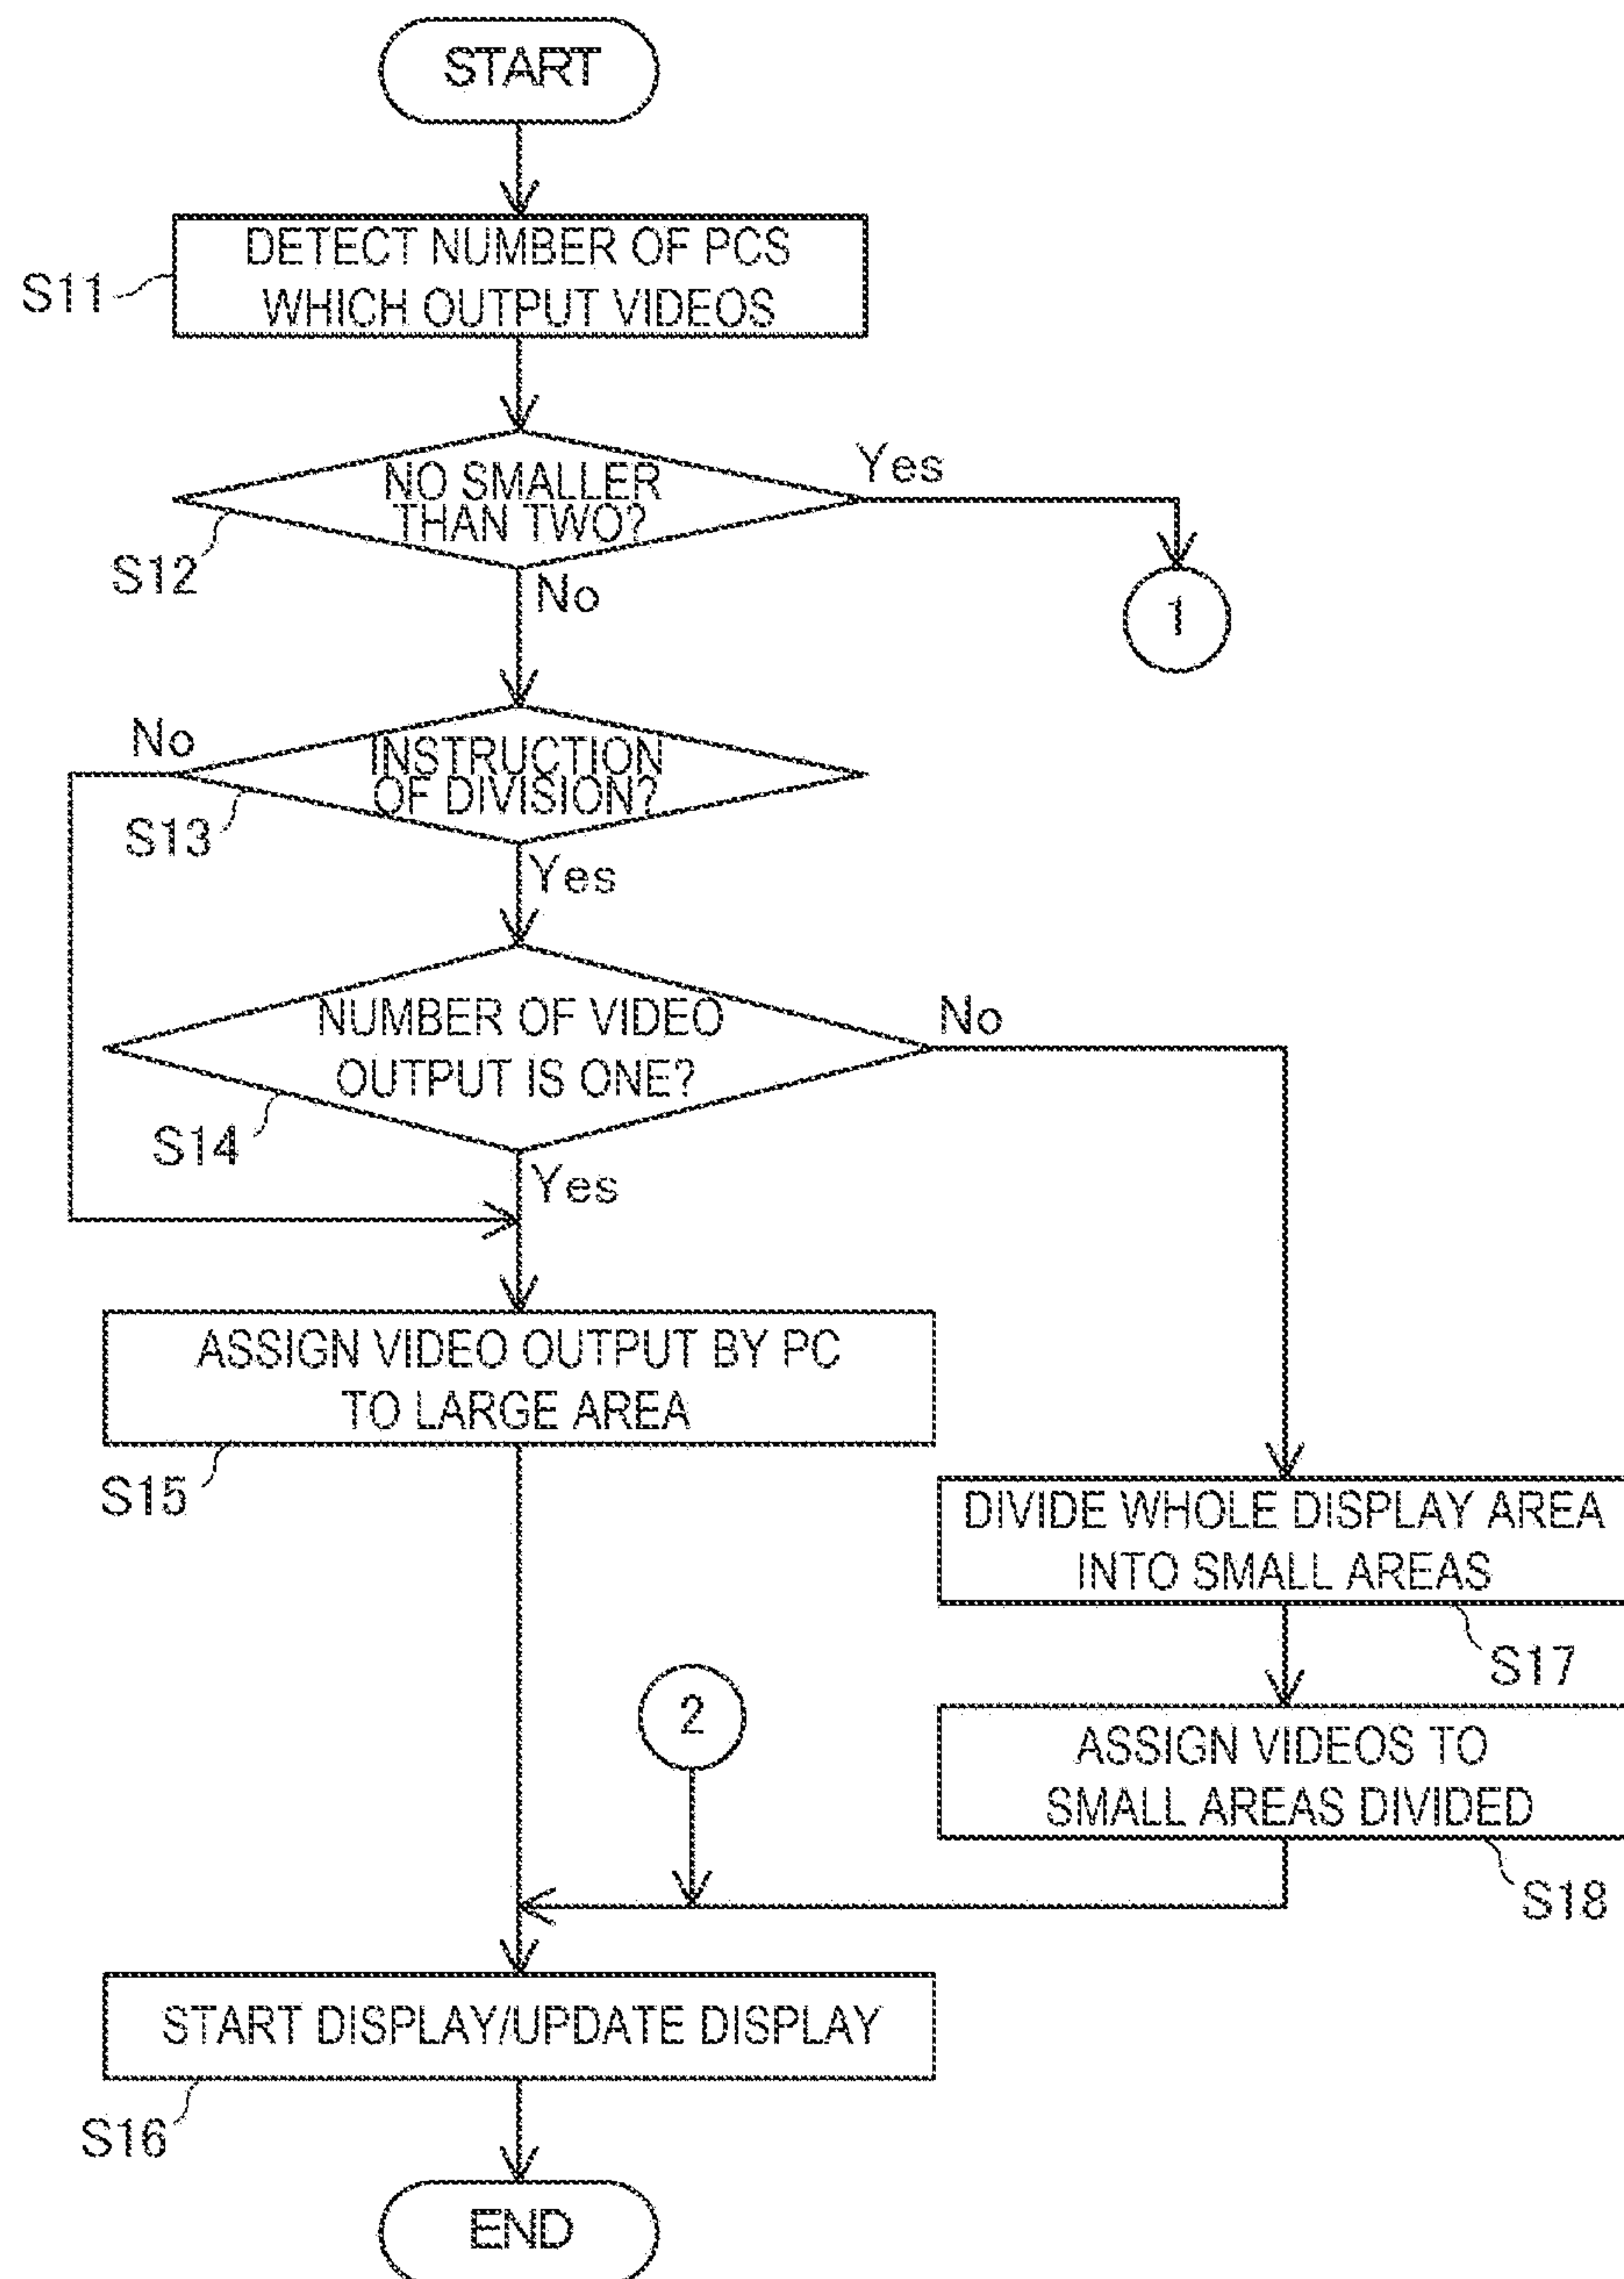 START
DETECT NUMBER OF PCS
WHICH OUTPUT VIDEOS
S11
NO SMALLER
THAN TWO?
Yes
S12
No
1
No
INSTRUCTION
OF DIVISION?
S13
Yes
NUMBER OF VIDEO
OUTPUT IS ONE?
No
S14
Yes
ASSIGN VIDEO OUTPUT BY PC
TO LARGE AREA
S15
DIVIDE WHOLE DISPLAY AREA
INTO SMALL AREAS
S17
2
ASSIGN VIDEOS TO
SMALL AREAS DIVIDED
S18
START DISPLAY/UPDATE DISPLAY
S16
END